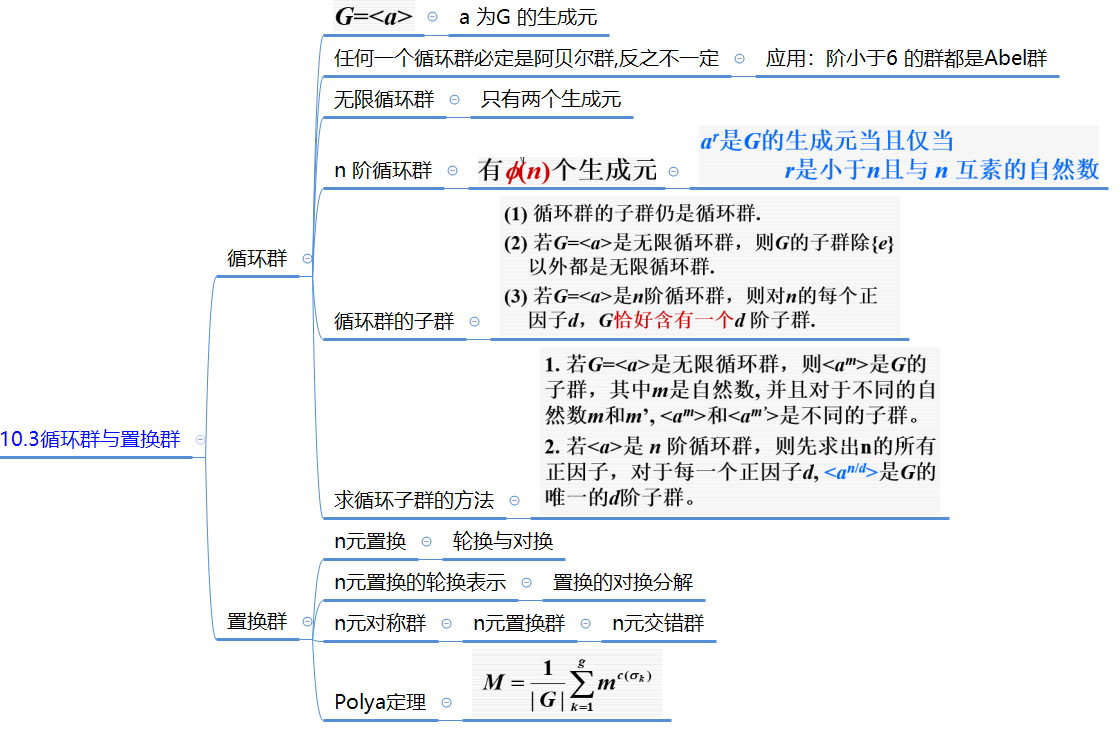 G=<a>
a 为G 的生成元
任何一个循环群必定是阿贝尔群,反之不一定
应用：阶小于6 的群都是Abel群
无限循环群
只有两个生成元
n 阶循环群
有ϕ(n)个生成元
aʳ是G的生成元当且仅当
r是小于n且与 n 互素的自然数
循环群
循环群的子群
(1) 循环群的子群仍是循环群.
(2) 若G=<a>是无限循环群，则G的子群除{e}
以外都是无限循环群.
(3) 若G=<a>是n阶循环群，则对n的每个正
因子d，G恰好含有一个d 阶子群.
求循环子群的方法
1. 若G=<a>是无限循环群，则<aᵐ>是G的
子群，其中m是自然数, 并且对于不同的自
然数m和m’, <aᵐ>和<aᵐ’>是不同的子群。
2. 若<a>是 n 阶循环群，则先求出n的所有
正因子，对于每一个正因子d, <a^{n/d}>是G的
唯一的d阶子群。
10.3循环群与置换群
置换群
n元置换
轮换与对换
n元置换的轮换表示
置换的对换分解
n元对称群
n元置换群
n元交错群
Polya定理
M = \frac{1}{|G|} \sum_{k=1}^{g} m^{c(σ_k)}